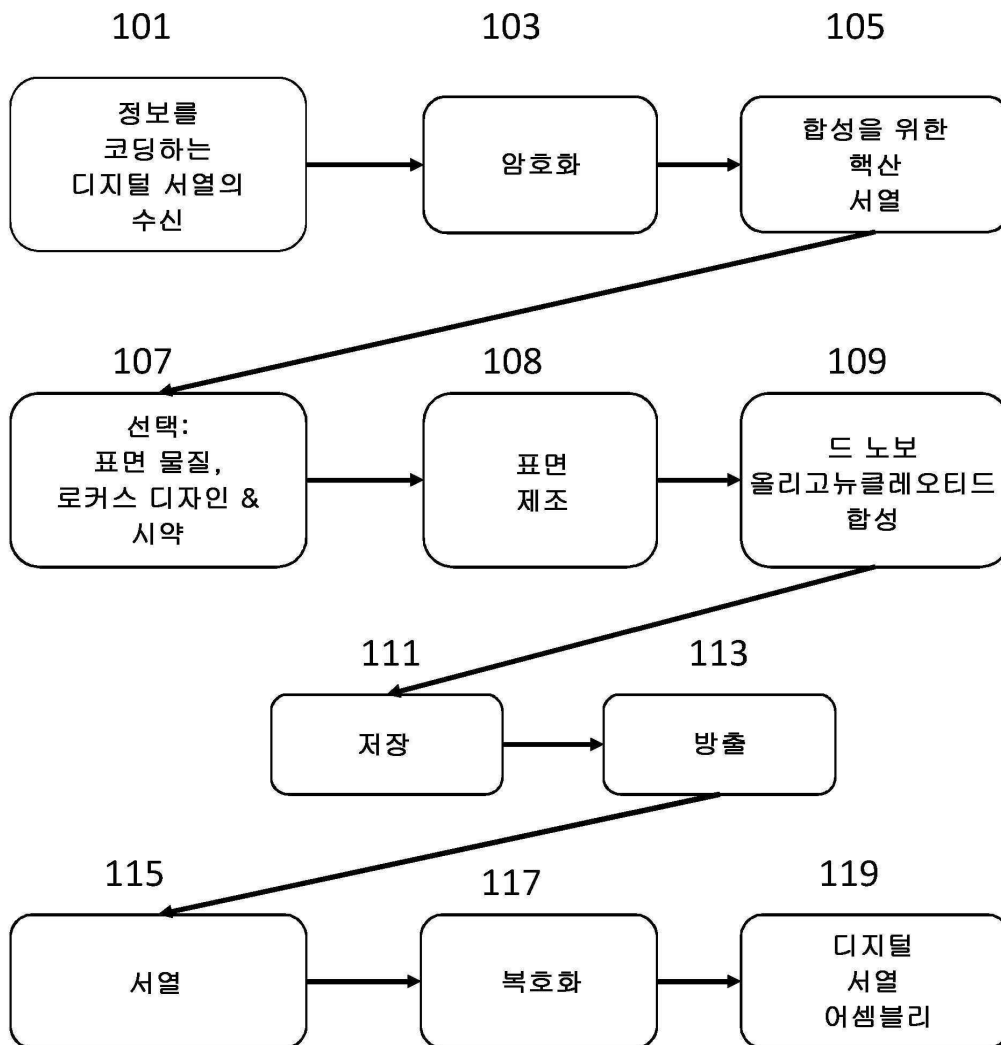 101
103
105
정보를
코딩하는
디지털 서열의
수신
암호화
합성을 위한
핵산
서열
107
108
109
선택:
표면 물질,
로커스 디자인 &
시약
표면
제조
드 노보
올리고뉴클레오티드
합성
111
113
저장
방출
115
117
119
서열
복호화
디지털
서열
어셈블리